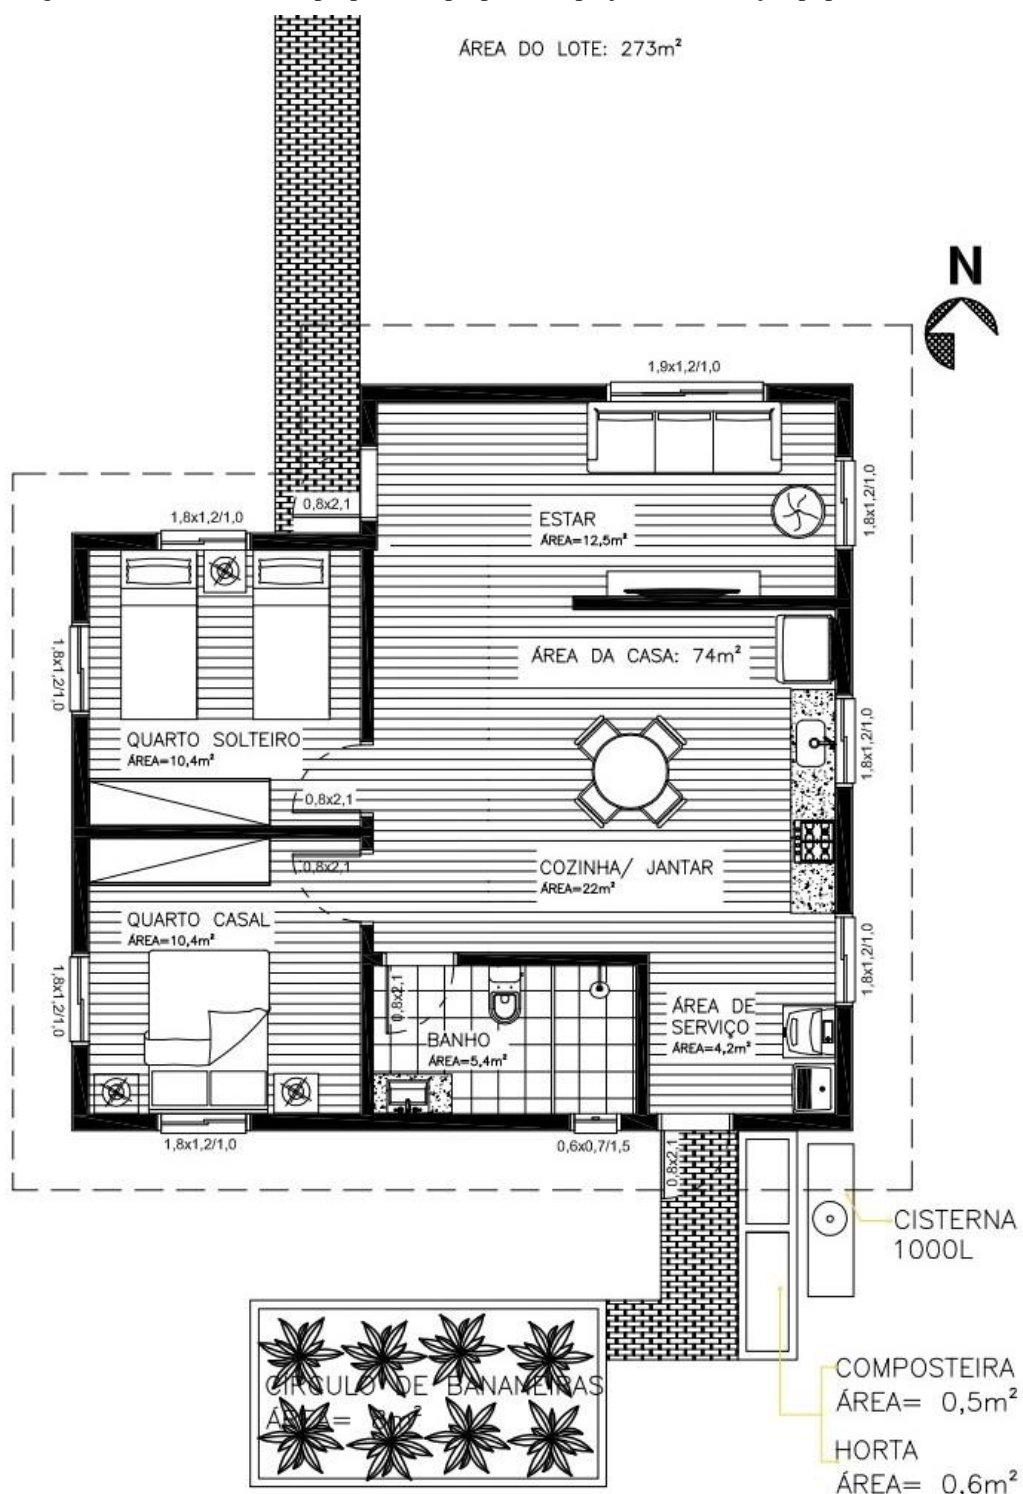 ÁREA DO LOTE: 273m²
N
1,9x1,2/1,0
0,8x2,1
1,8x1,2/1,0
1,8x1,2/1,0
ESTAR
ÁREA=12,5m²
1,8x1,2/1,0
ÁREA DA CASA: 74m²
QUARTO SOLTEIRO
ÁREA=10,4m²
1,8x1,2/1,0
0,8x2,1
0,8x2,1
COZINHA/ JANTAR
ÁREA=22m²
QUARTO CASAL
ÁREA=10,4m²
1,8x1,2/1,0
1,8x1,2/1,0
0,8x2,1
BANHO
ÁREA=5,4m²
ÁREA DE
SERVIÇO
ÁREA=4,2m²
1,8x1,2/1,0
0,6x0,7/1,5
0,8x2,1
CISTERNA
1000L
CÍRCULO DE BANANEIRAS
ÁREA= m²
COMPOSTEIRA
ÁREA= 0,5m²
HORTA
ÁREA= 0,6m²